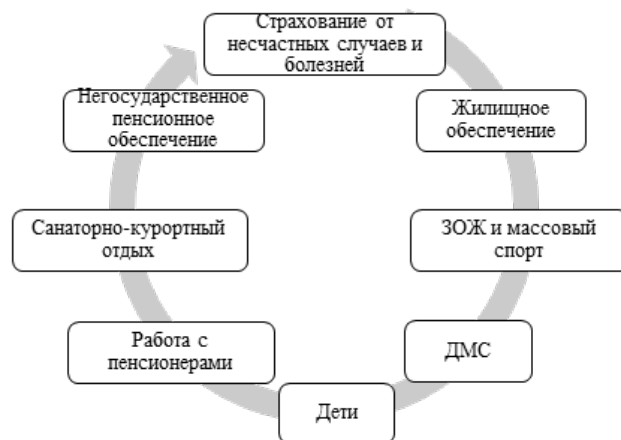 Страхование от
несчастных случаев и
болезней
Жилищное
обеспечение
ЗОЖ и массовый
спорт
ДМС
Дети
Работа с
пенсионерами
Санаторно-курортный
отдых
Негосударственное
пенсионное
обеспечение